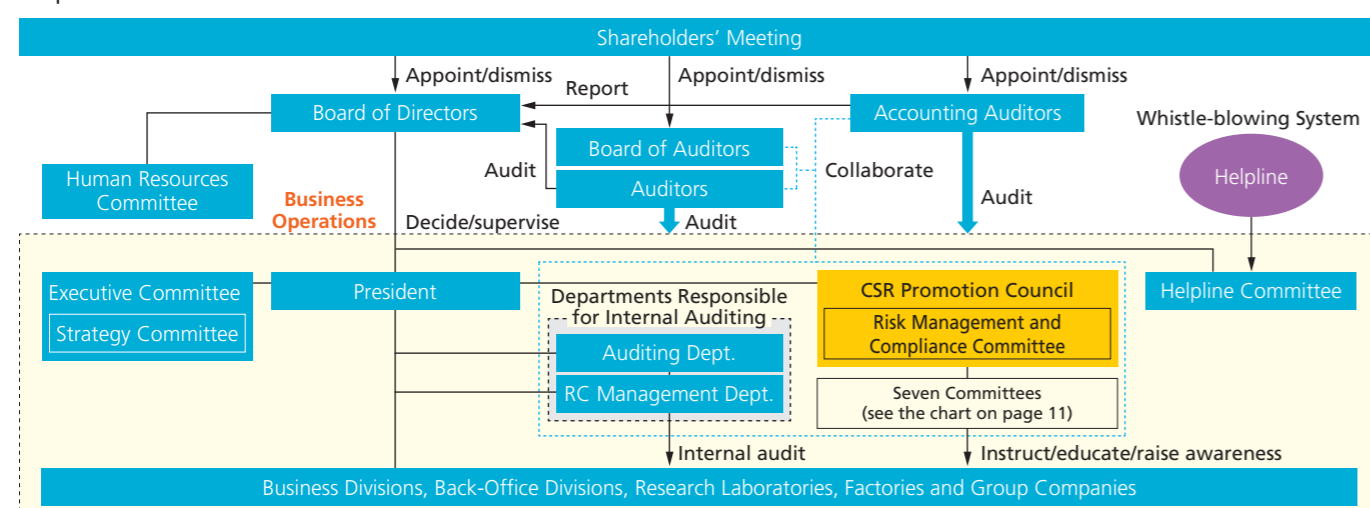 Shareholders' Meeting
Appoint/dismiss
Appoint/dismiss
Appoint/dismiss
Report
Board of Directors
Accounting Auditors
Whistle-blowing System
Board of Auditors
Human Resources
Committee
Audit
Auditors
Collaborate
Helpline
Business
Operations
Decide/supervise
Audit
Audit
Executive Committee
Strategy Committee
President
Departments Responsible
for Internal Auditing
CSR Promotion Council
Risk Management and
Compliance Committee
Helpline Committee
Auditing Dept.
RC Management Dept.
Seven Committees
(see the chart on page 11)
Internal audit
Instruct/educate/raise awareness
Business Divisions, Back-Office Divisions, Research Laboratories, Factories and Group Companies